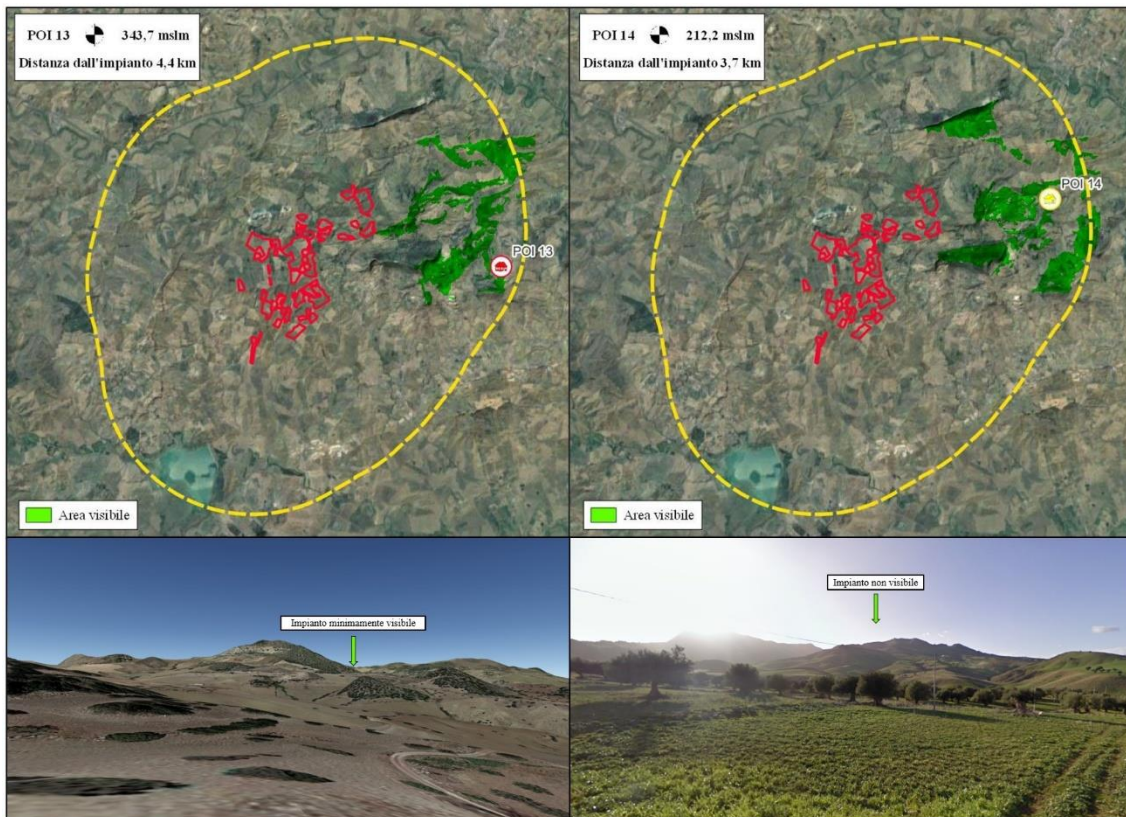 POI 13 343,7 mslm
Distanza dall'impianto 4,4 km
POI 13
Area visibile
POI 14 212,2 mslm
Distanza dall'impianto 3,7 km
POI 14
Area visibile
Impianto minimamente visibile
Impianto non visibile